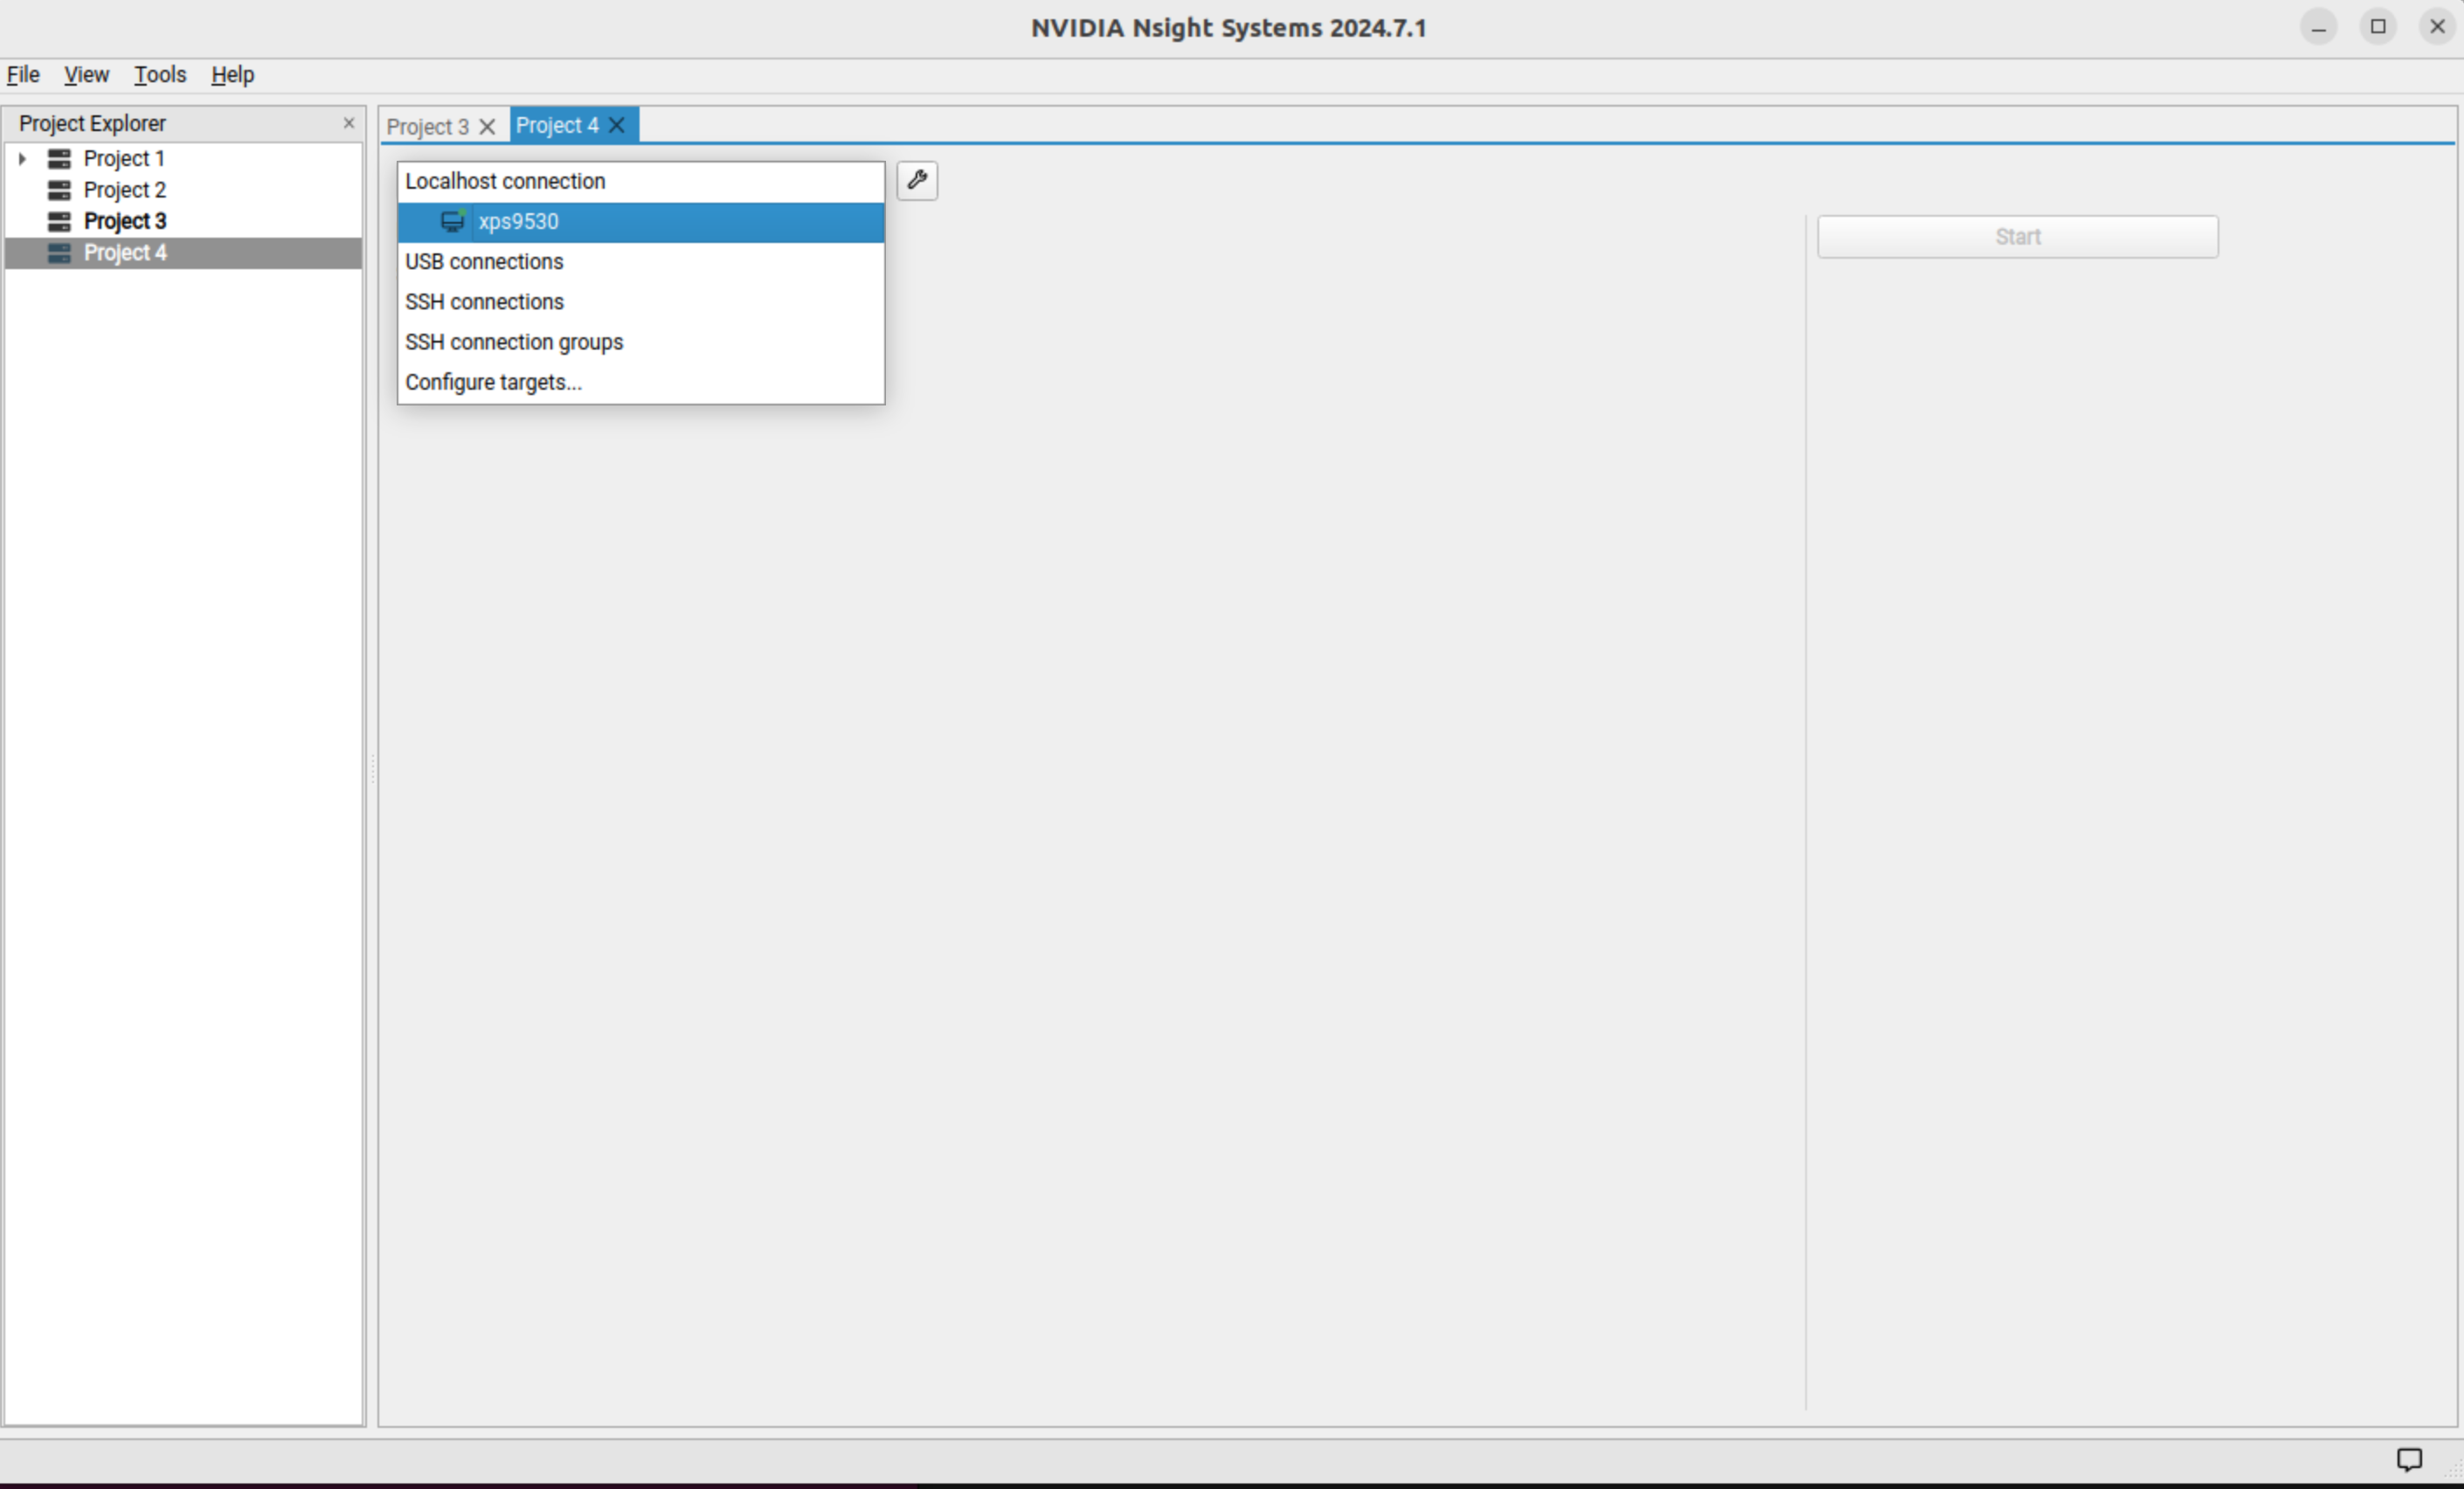 NVIDIA Nsight Systems 2024.7.1
File View Tools Help
Project Explorer
Project 1
Project 2
Project 3
Project 4
Project 3 Project 4
Localhost connection
xps9530
USB connections
SSH connections
SSH connection groups
Configure targets...
Start